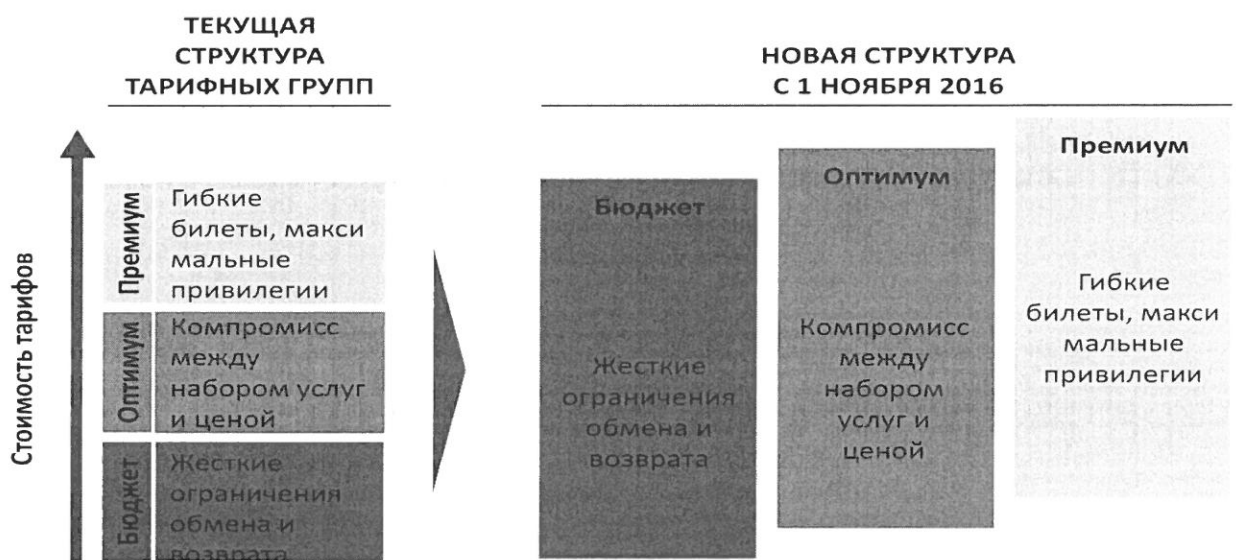 ТЕКУЩАЯ
СТРУКТУРА
ТАРИФНЫХ ГРУПП
НОВАЯ СТРУКТУРА
С 1 НОЯБРЯ 2016
Стоимость тарифов
Премиум
Гибкие
билеты, макси
мальные
привилегии
Оптимум
Компромисс
между
набором услуг
и ценой
Бюджет
Жесткие
ограничения
обмена и
возврата
Бюджет
Жесткие
ограничения
обмена и
возврата
Оптимум
Компромисс
между
набором
услуг и
ценой
Премиум
Гибкие
билеты, макси
мальные
привилегии